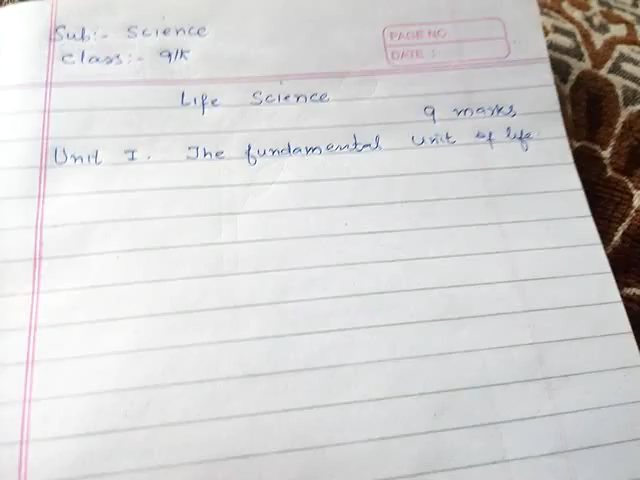 Sub:- Science
PAGE NO
Class:- 9th
DATE :
Life Science
9 marks
Unit I. The fundamental unit of life.